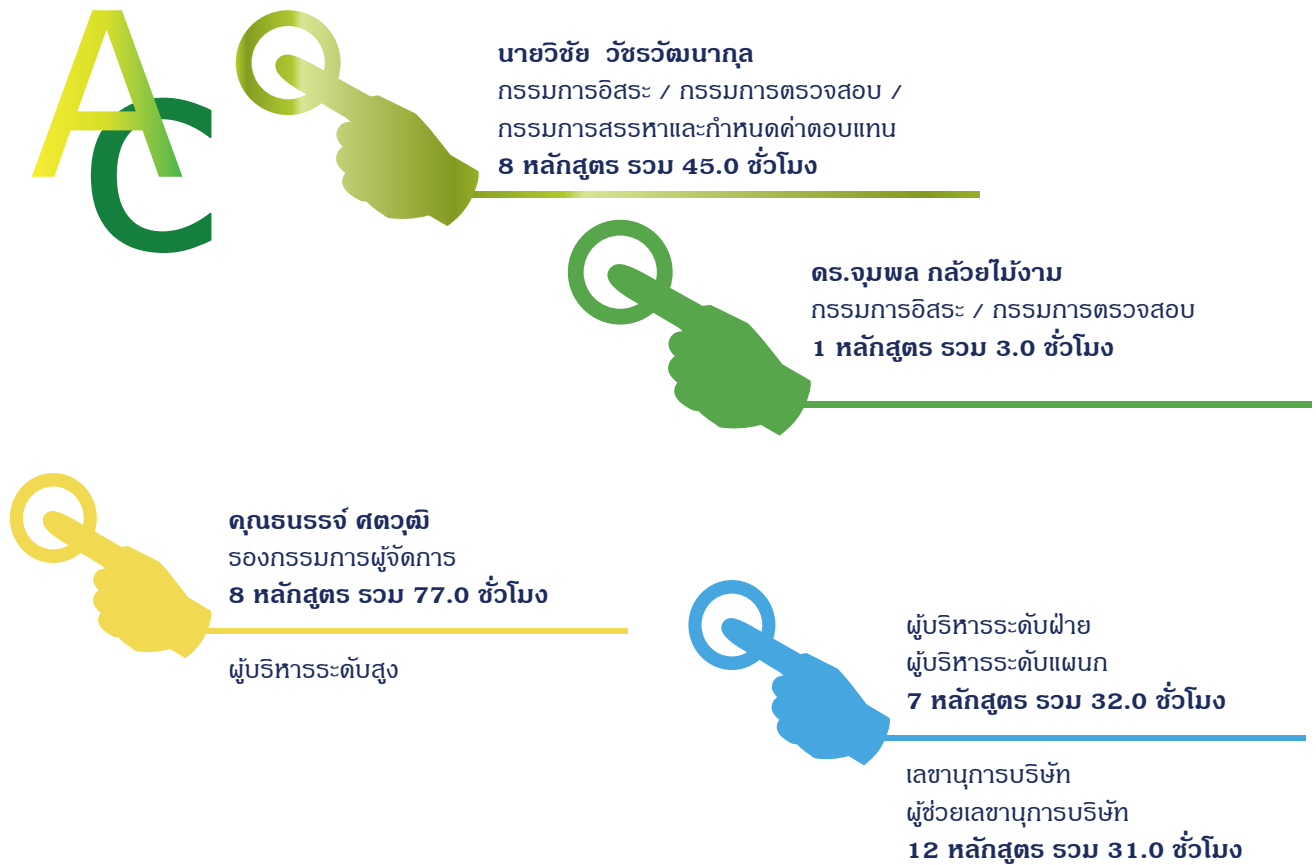 AC
นายวิชัย วัชรวัฒนากุล
กรรมการอิสระ / กรรมการตรวจสอบ /
กรรมการสรรหาและกำหนดค่าตอบแทน
8 หลักสูตร รวม 45.0 ชั่วโมง
ดร.จุมพล กล้วยไม้งาม
กรรมการอิสระ / กรรมการตรวจสอบ
1 หลักสูตร รวม 3.0 ชั่วโมง
คุณธนรรจ์ ศตวุฒิ
รองกรรมการผู้จัดการ
8 หลักสูตร รวม 77.0 ชั่วโมง
ผู้บริหารระดับสูง
ผู้บริหารระดับฝ่าย
ผู้บริหารระดับแผนก
7 หลักสูตร รวม 32.0 ชั่วโมง
เลขานุการบริษัท
ผู้ช่วยเลขานุการบริษัท
12 หลักสูตร รวม 31.0 ชั่วโมง